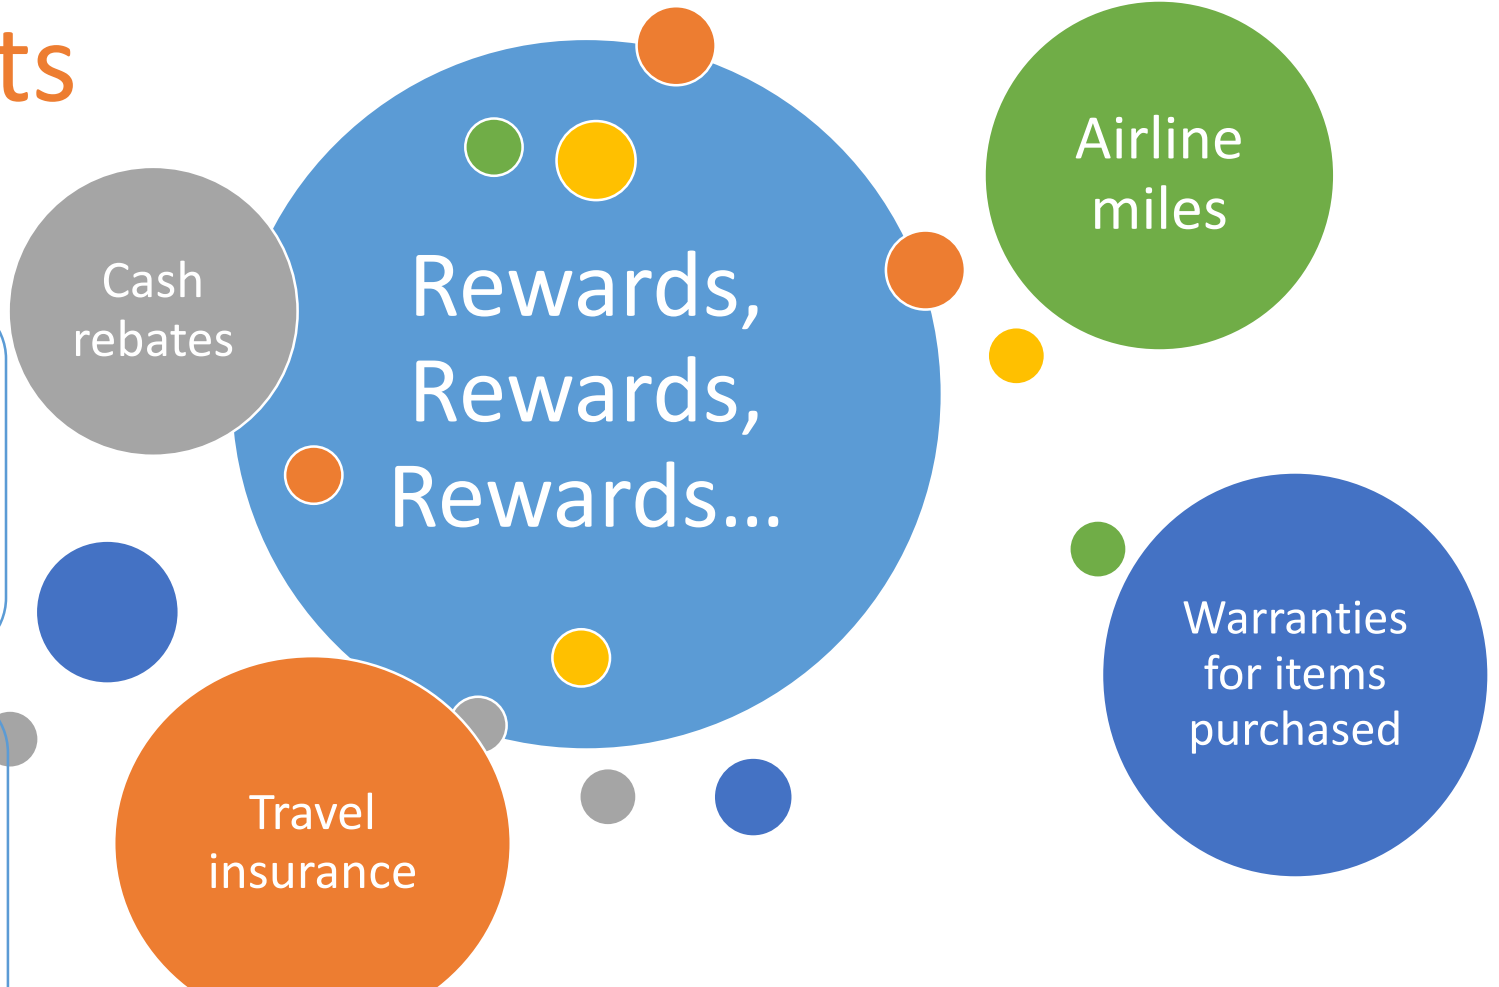 ts
Rewards,
Rewards,
Rewards...
Cash
rebates
Airline
miles
Warranties
for items
purchased
Travel
insurance